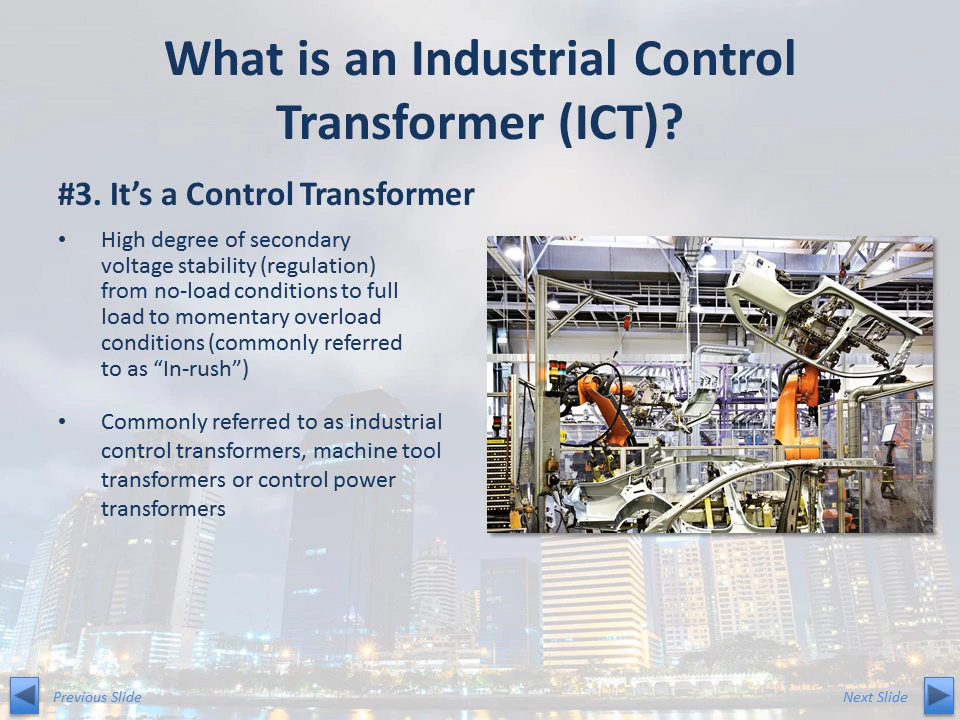 What is an Industrial Control
Transformer (ICT)?
#3. It’s a Control Transformer
• High degree of secondary
voltage stability (regulation)
from no-load conditions to full
load to momentary overload
conditions (commonly referred
to as “In-rush”)
• Commonly referred to as industrial
control transformers, machine tool
transformers or control power
transformers
Previous Slide
Next Slide